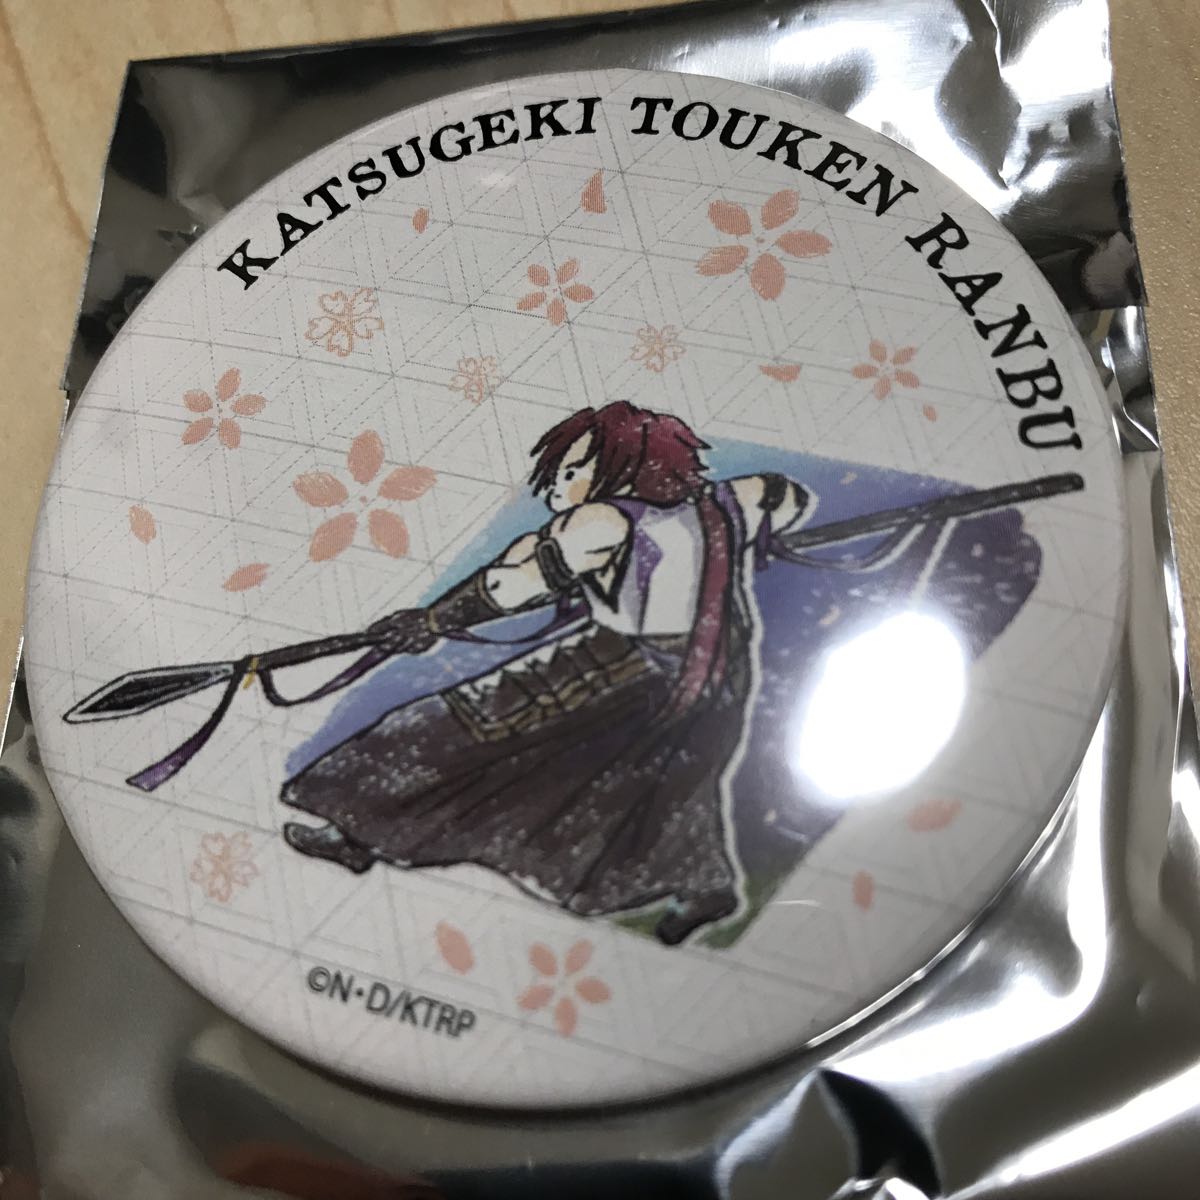 KATSUGEKI TOUKEN RANBU
©N・D/KTRP